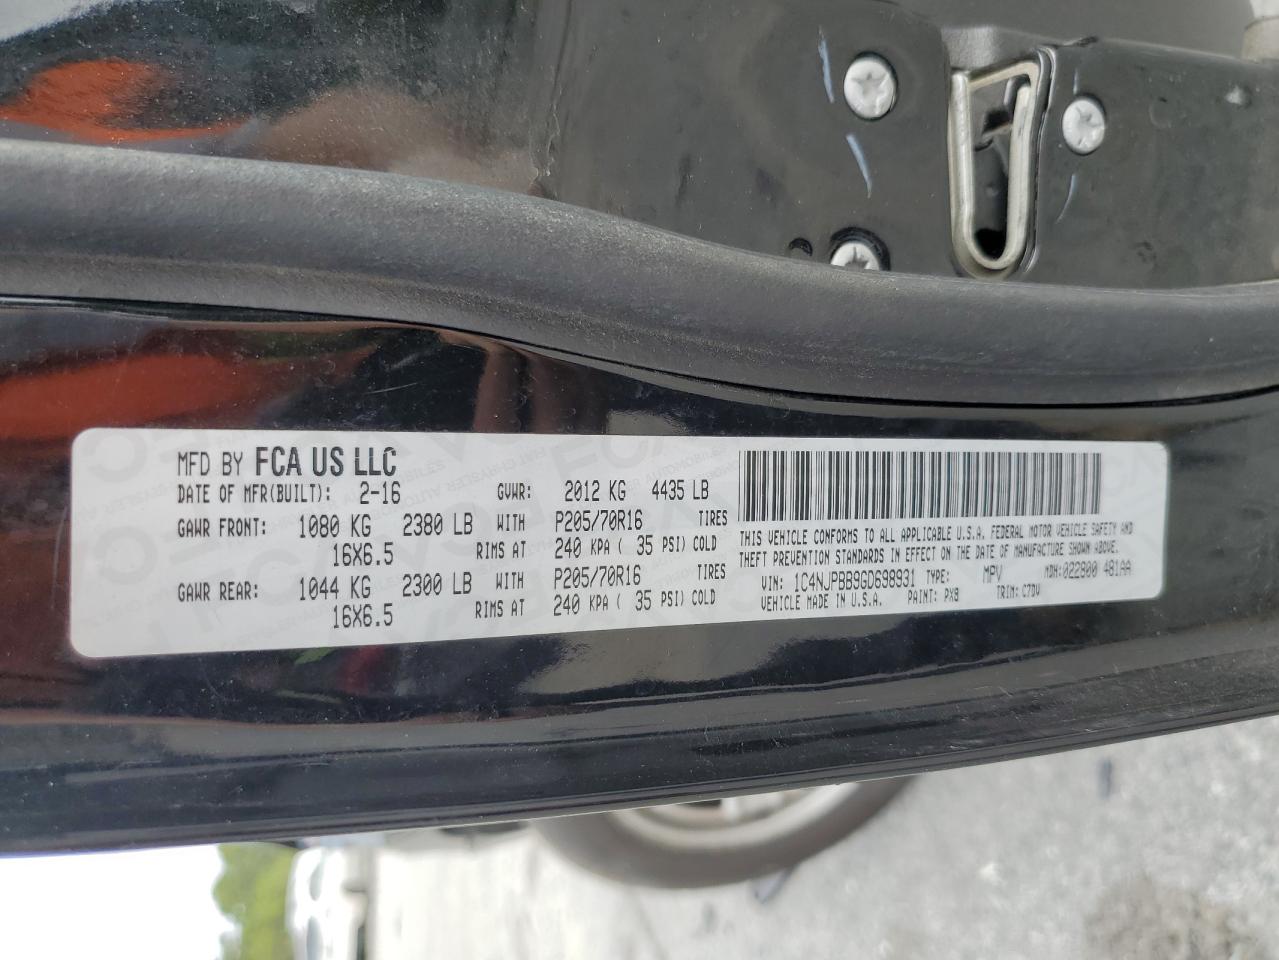 MFD BY FCA US LLC
DATE OF MFR(BUILT): 2-16 GVWR: 2012 KG 4435 LB
GAWR FRONT: 1080 KG 2380 LB WITH P205/70R16 TIRES
16X6.5 RIMS AT 240 KPA ( 35 PSI) COLD
GAWR REAR: 1044 KG 2300 LB WITH P205/70R16 TIRES
16X6.5 RIMS AT 240 KPA ( 35 PSI) COLD
THIS VEHICLE CONFORMS TO ALL APPLICABLE U.S.A. FEDERAL MOTOR VEHICLE SAFETY AND
THEFT PREVENTION STANDARDS IN EFFECT ON THE DATE OF MANUFACTURE SHOWN ABOVE.
VIN: 1C4NJPBB9GD698931 TYPE: MPV MDH:022800 481AA
VEHICLE MADE IN U.S.A. PAINT: PX8 TRIM: C7DV